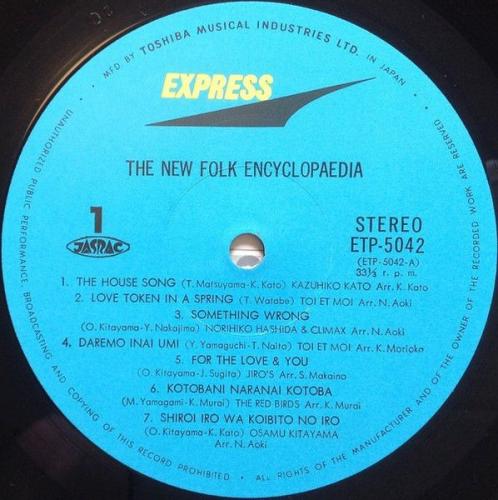 MFD BY TOSHIBA MUSICAL INDUSTRIES LTD. IN JAPAN
EXPRESS
THE NEW FOLK ENCYCLOPAEDIA
1
JASRAC
STEREO
ETP-5042
(ETP-5042-A)
33⅓ r. p. m.
1. THE HOUSE SONG (T. Matsuyama-K. Kato) KAZUHIKO KATO Arr. K. Kato
2. LOVE TOKEN IN A SPRING (T. Watabe) TOI ET MOI Arr. N. Aoki
3. SOMETHING WRONG
(O. Kitayama-Y. Nakajima) NORIHIKO HASHIDA & CLIMAX Arr. N. Aoki
4. DAREMO INAI UMI (Y. Yamaguchi-T. Naito) TOI ET MOI Arr. K. Morioka
5. FOR THE LOVE & YOU
(O. Kitayama-J. Sugita) JIRO'S Arr. S. Makaino
6. KOTOBANI NARANAI KOTOBA
(M. Yamagami-K. Murai) THE RED BIRDS Arr. K. Murai
7. SHIROI IRO WA KOIBITO NO IRO
(O. Kitayama-K. Kato) OSAMU KITAYAMA
Arr. N. Aoki
UNAUTHORIZED PUBLIC PERFORMANCE, BROADCASTING AND COPYING OF THIS RECORD PROHIBITED • ALL RIGHTS OF THE MANUFACTURER AND OF THE OWNER OF THE RECORDED WORK ARE RESERVED